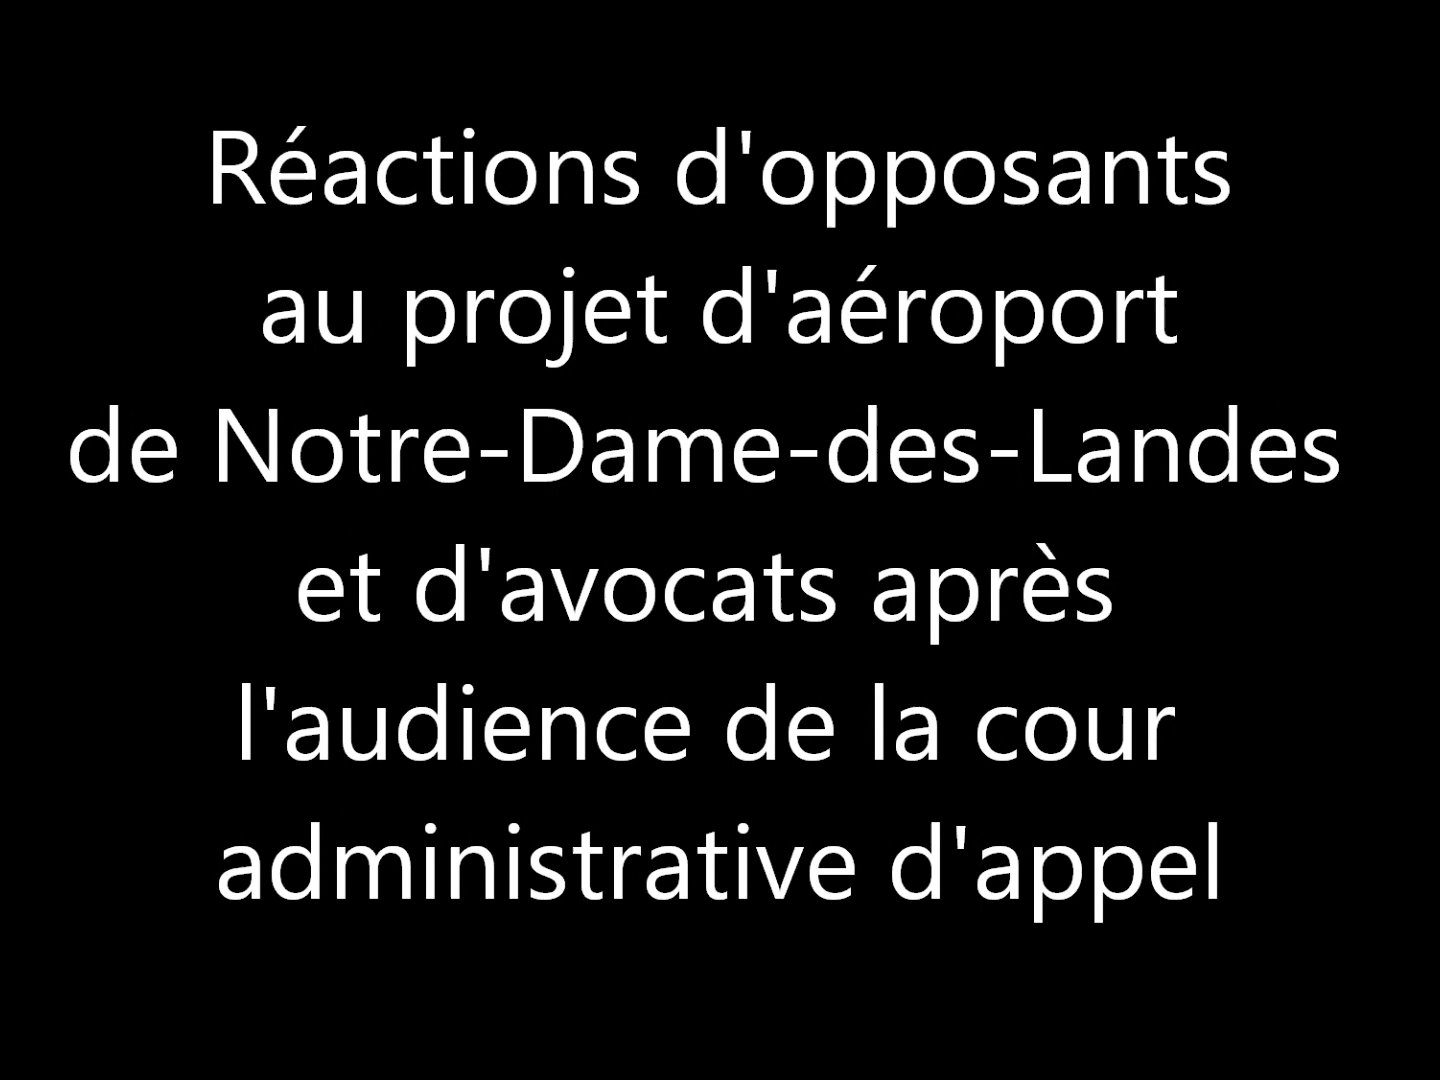 Réactions d'opposants
au projet d'aéroport
de Notre-Dame-des-Landes
et d'avocats après
l'audience de la cour
administrative d'appel